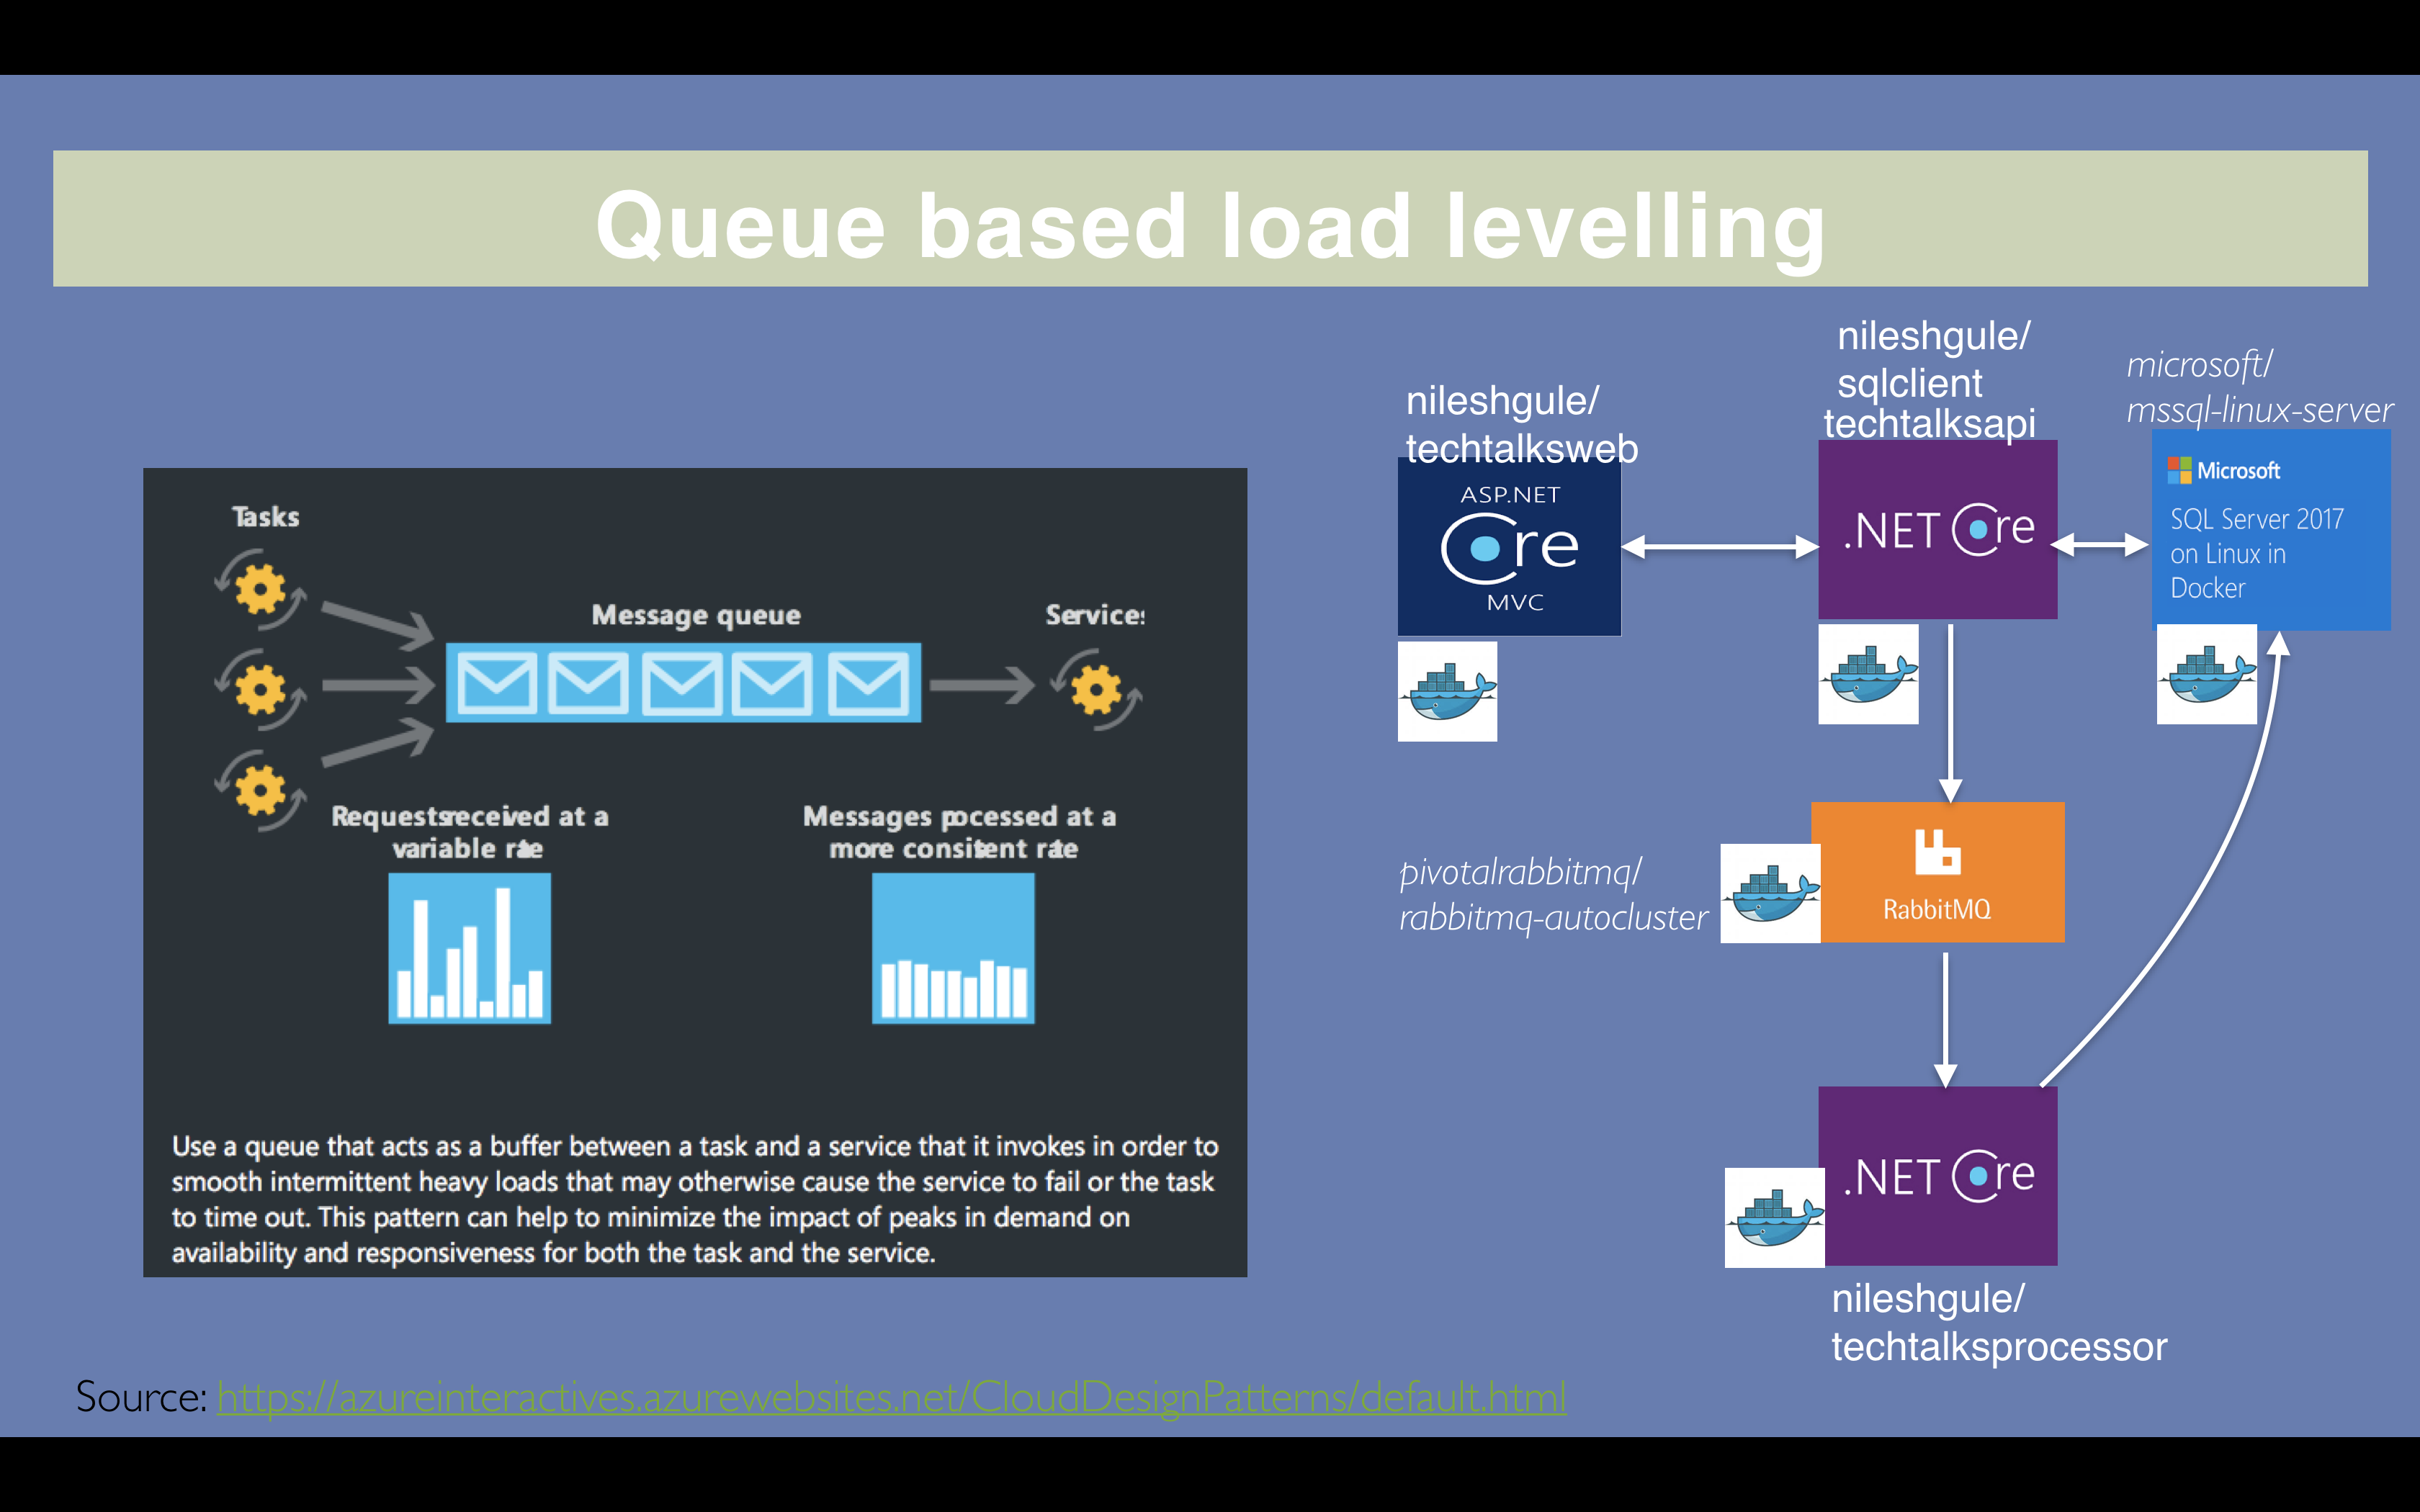 Queue based load levelling
Tasks
Message queue
Services
Requestsreceived at a
variable rate
Messages pocessed at a
more consitent rate
Use a queue that acts as a buffer between a task and a service that it invokes in order to
smooth intermittent heavy loads that may otherwise cause the service to fail or the task
to time out. This pattern can help to minimize the impact of peaks in demand on
availability and responsiveness for both the task and the service.
nileshgule/
techtalksweb
ASP.NET
Core
MVC
nileshgule/
sqlclient
techtalksapi
.NET Core
microsoft/
mssql-linux-server
Microsoft
SQL Server 2017
on Linux in
Docker
pivotalrabbitmq/
rabbitmq-autocluster
RabbitMQ
.NET Core
nileshgule/
techtalksprocessor
Source: https://azureinteractives.azurewebsites.net/CloudDesignPatterns/default.html